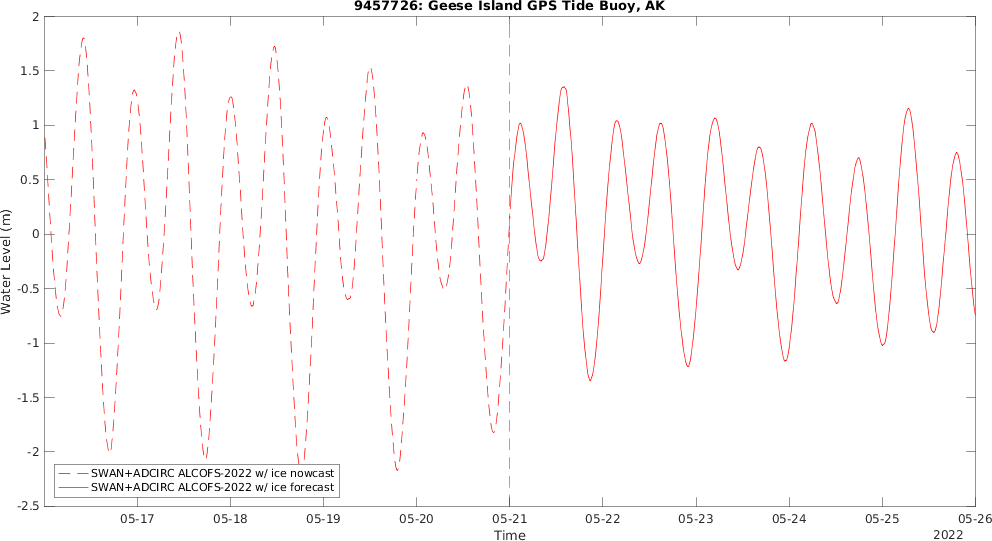 9457726: Geese Island GPS Tide Buoy, AK
2
1.5
1
0.5
0
-0.5
-1
-1.5
-2
-2.5
Water Level (m)
SWAN+ADCIRC ALCOFS-2022 w/ ice nowcast
SWAN+ADCIRC ALCOFS-2022 w/ ice forecast
05-17 05-18 05-19 05-20 05-21 05-22 05-23 05-24 05-25 05-26
Time
2022